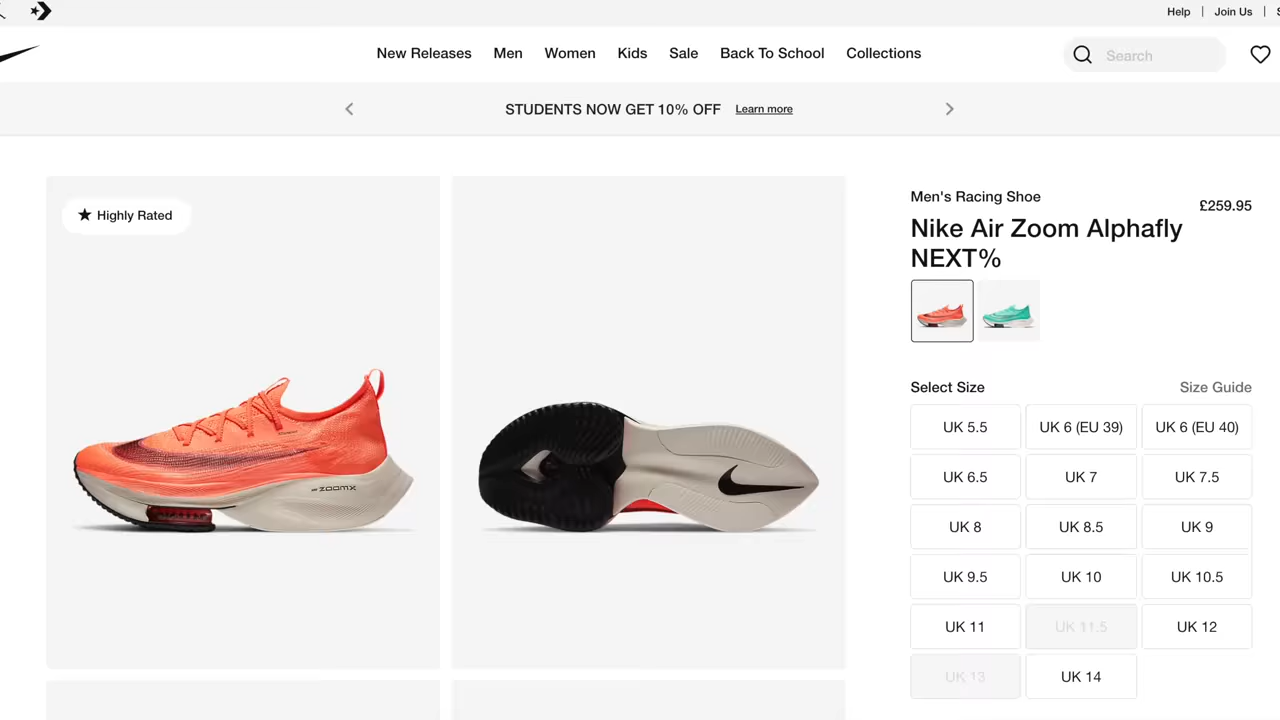 Help | Join Us |
New Releases Men Women Kids Sale Back To School Collections Search
STUDENTS NOW GET 10% OFF Learn more
Highly Rated
ZOOMX
Men's Racing Shoe
£259.95
Nike Air Zoom Alphafly
NEXT%
Select Size Size Guide
UK 5.5 UK 6 (EU 39) UK 6 (EU 40)
UK 6.5 UK 7 UK 7.5
UK 8 UK 8.5 UK 9
UK 9.5 UK 10 UK 10.5
UK 11 UK 11.5 UK 12
UK 13 UK 14